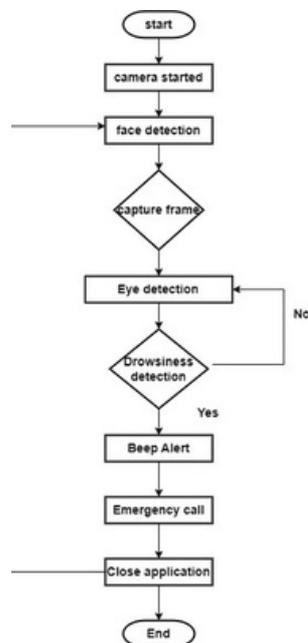 start
camera started
face detection
capture frame
Eye detection
No
Drowsiness
detection
Yes
Beep Alert
Emergency call
Close application
End